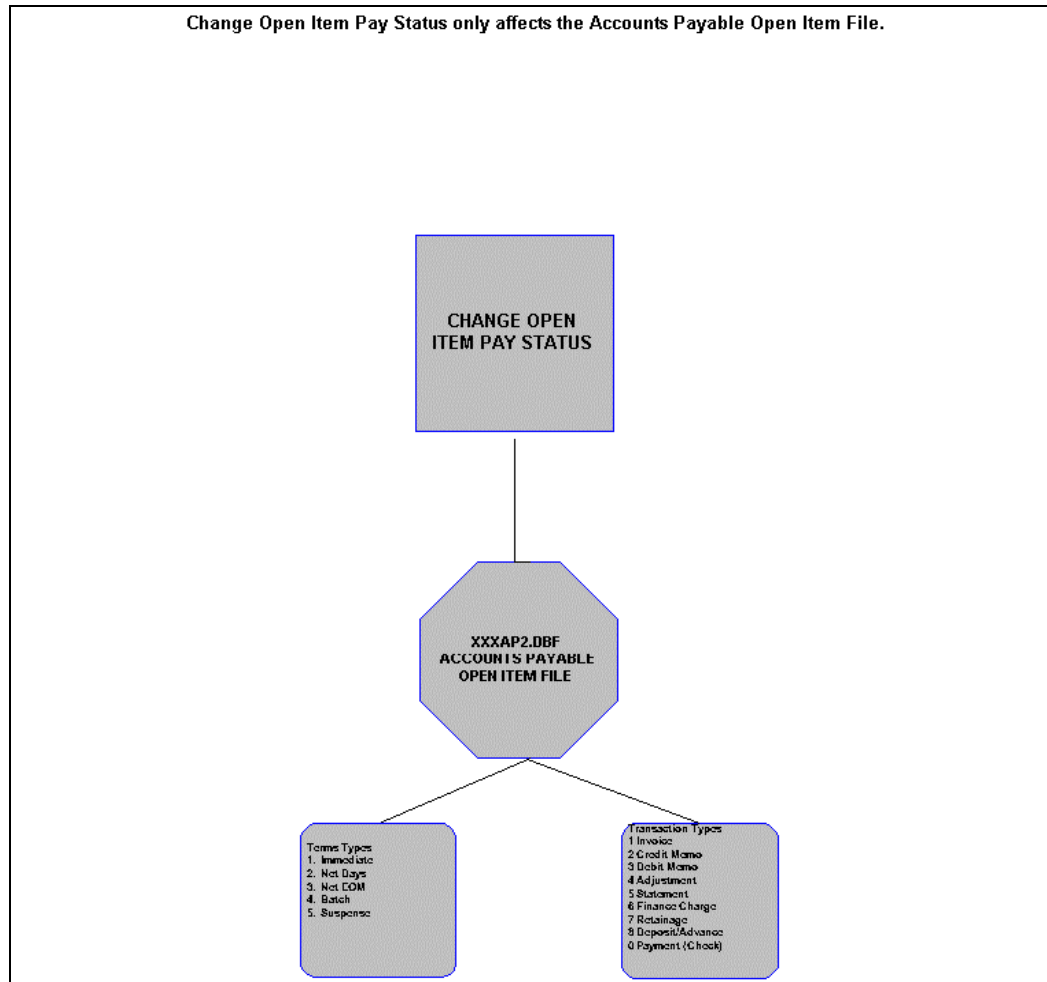 Change Open Item Pay Status only affects the Accounts Payable Open Item File.
CHANGE OPEN
ITEM PAY STATUS
XXXAP2.DBF
ACCOUNTS PAYABLE
OPEN ITEM FILE
Terms Types
1. Immediate
2. Net Days
3. Net EOM
4. Batch
5. Suspense
Transaction Types
1 Invoice
2 Credit Memo
3 Debit Memo
4 Adjustment
5 Statement
6 Finance Charge
7 Retainage
8 Deposit/Advance
0 Payment (Check)